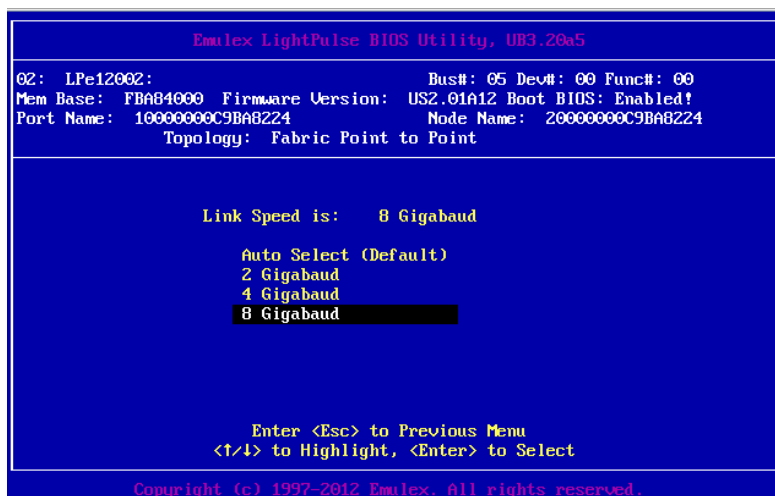 Emulex LightPulse BIOS Utility, UB3.20a5
02: LPe12002: Bus#: 05 Dev#: 00 Func#: 00
Mem Base: FBA84000 Firmware Version: US2.01A12 Boot BIOS: Enabled!
Port Name: 10000000C9BA8224 Node Name: 20000000C9BA8224
Topology: Fabric Point to Point
Link Speed is: 8 Gigabaud
Auto Select (Default)
2 Gigabaud
4 Gigabaud
8 Gigabaud
Enter <Esc> to Previous Menu
<↑/↓> to Highlight, <Enter> to Select
Copyright (c) 1997-2012 Emulex. All rights reserved.